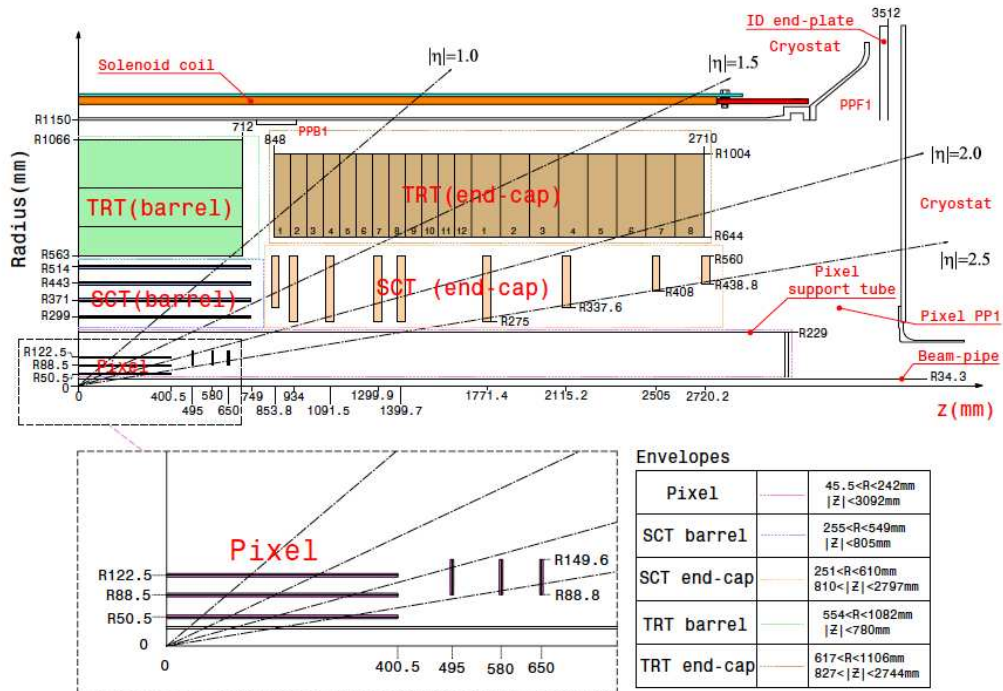 ID end-plate
3512
Cryostat
|η|=1.0
|η|=1.5
Solenoid coil
PPF1
R1150
712
PPB1
R1066
848
2710
R1004
|η|=2.0
TRT(barrel)
TRT(end-cap)
Cryostat
Radius(mm)
1 2 3 4 5 6 7 8 9 10 11 12 1 2 3 4 5 6 7 8
R644
|η|=2.5
R563
R514
R560
Pixel
support tube
R443
SCT(barrel)
SCT (end-cap)
R438.8
R408
R371
R337.6
R299
R275
Pixel PP1
R229
R122.5
R88.5
Pixel
Beam-pipe
R50.5
R34.3
0
0
400.5
580
749
934
1299.9
1771.4
2115.2
2505
2720.2
z(mm)
495
650
853.8
1091.5
1399.7
Pixel
R122.5
R149.6
R88.5
R88.8
R50.5
0
0
400.5
495
580
650
Envelopes
Pixel
45.5<R<242mm
|Z|<3092mm
SCT barrel
255<R<549mm
|Z|<805mm
SCT end-cap
251<R<610mm
810<|Z|<2797mm
TRT barrel
554<R<1082mm
|Z|<780mm
TRT end-cap
617<R<1106mm
827<|Z|<2744mm